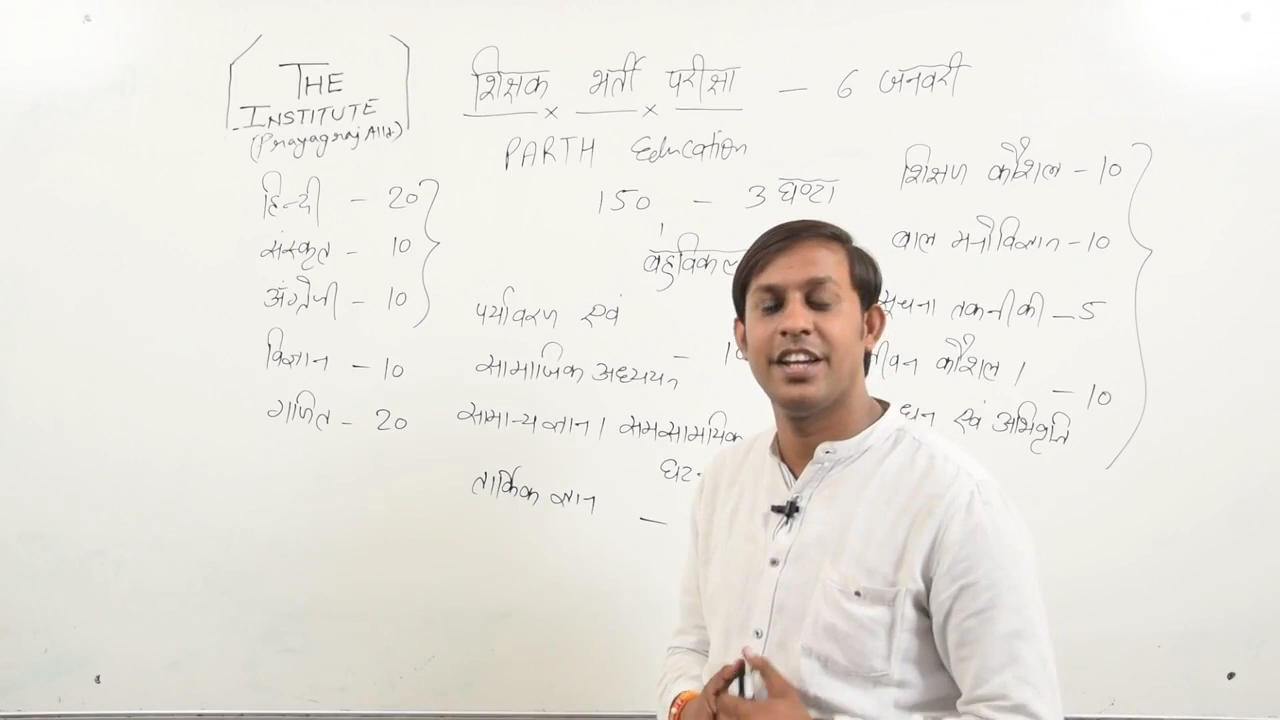 THE
INSTITUTE
(Prayagraj Alld.)
शिक्षक भर्ती परीक्षा — 6 जनवरी
PARTH Education
150 — 3 घण्टा
हिन्दी — 20
संस्कृत — 10
अंग्रेजी — 10
विज्ञान — 10
गणित — 20
पर्यावरण एवं
सामाजिक अध्ययन —
सामान्य ज्ञान / समसामयिक
तार्किक ज्ञान —
शिक्षण कौशल — 10
बाल मनोविज्ञान — 10
सूचना तकनीकी — 5
कौशल / — 10
एवं अभिवृत्ति